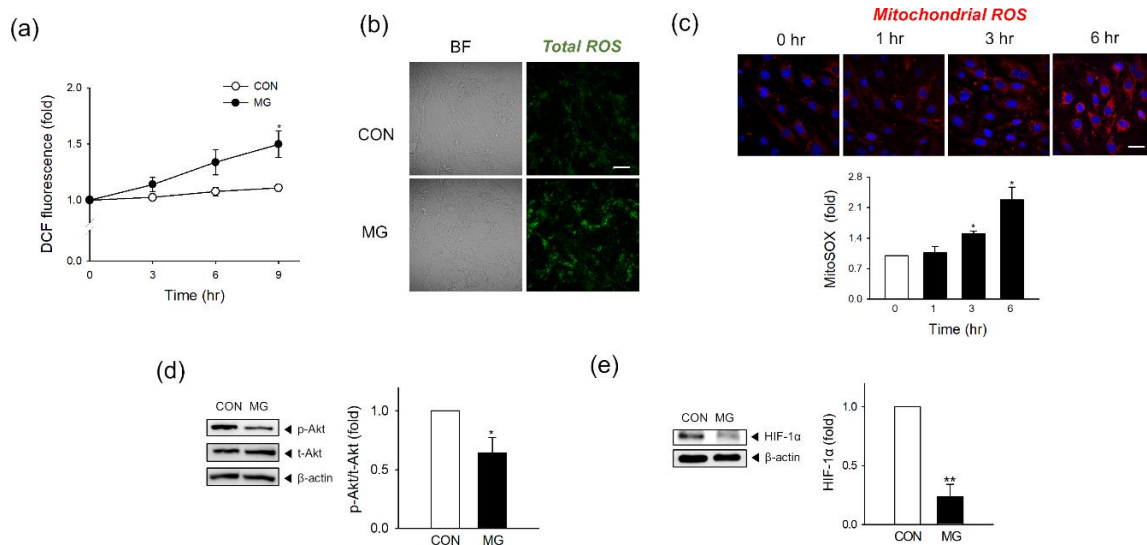 (a)
CON
MG
DCF fluorescence (fold)
2.0
1.5
1.0
0.0
*
0 3 6 9
Time (hr)
(b)
BF Total ROS
CON
MG
(c)
Mitochondrial ROS
0 hr 1 hr 3 hr 6 hr
MitoSOX (fold)
2.8
2.1
1.4
0.7
0.0
* *
0 1 3 6
Time (hr)
(d)
CON MG
p-Akt
t-Akt
β-actin
p-Akt/t-Akt (fold)
1.0
0.5
0.0
*
CON MG
(e)
CON MG
HIF-1α
β-actin
HIF-1α (fold)
1.0
0.5
0.0
**
CON MG